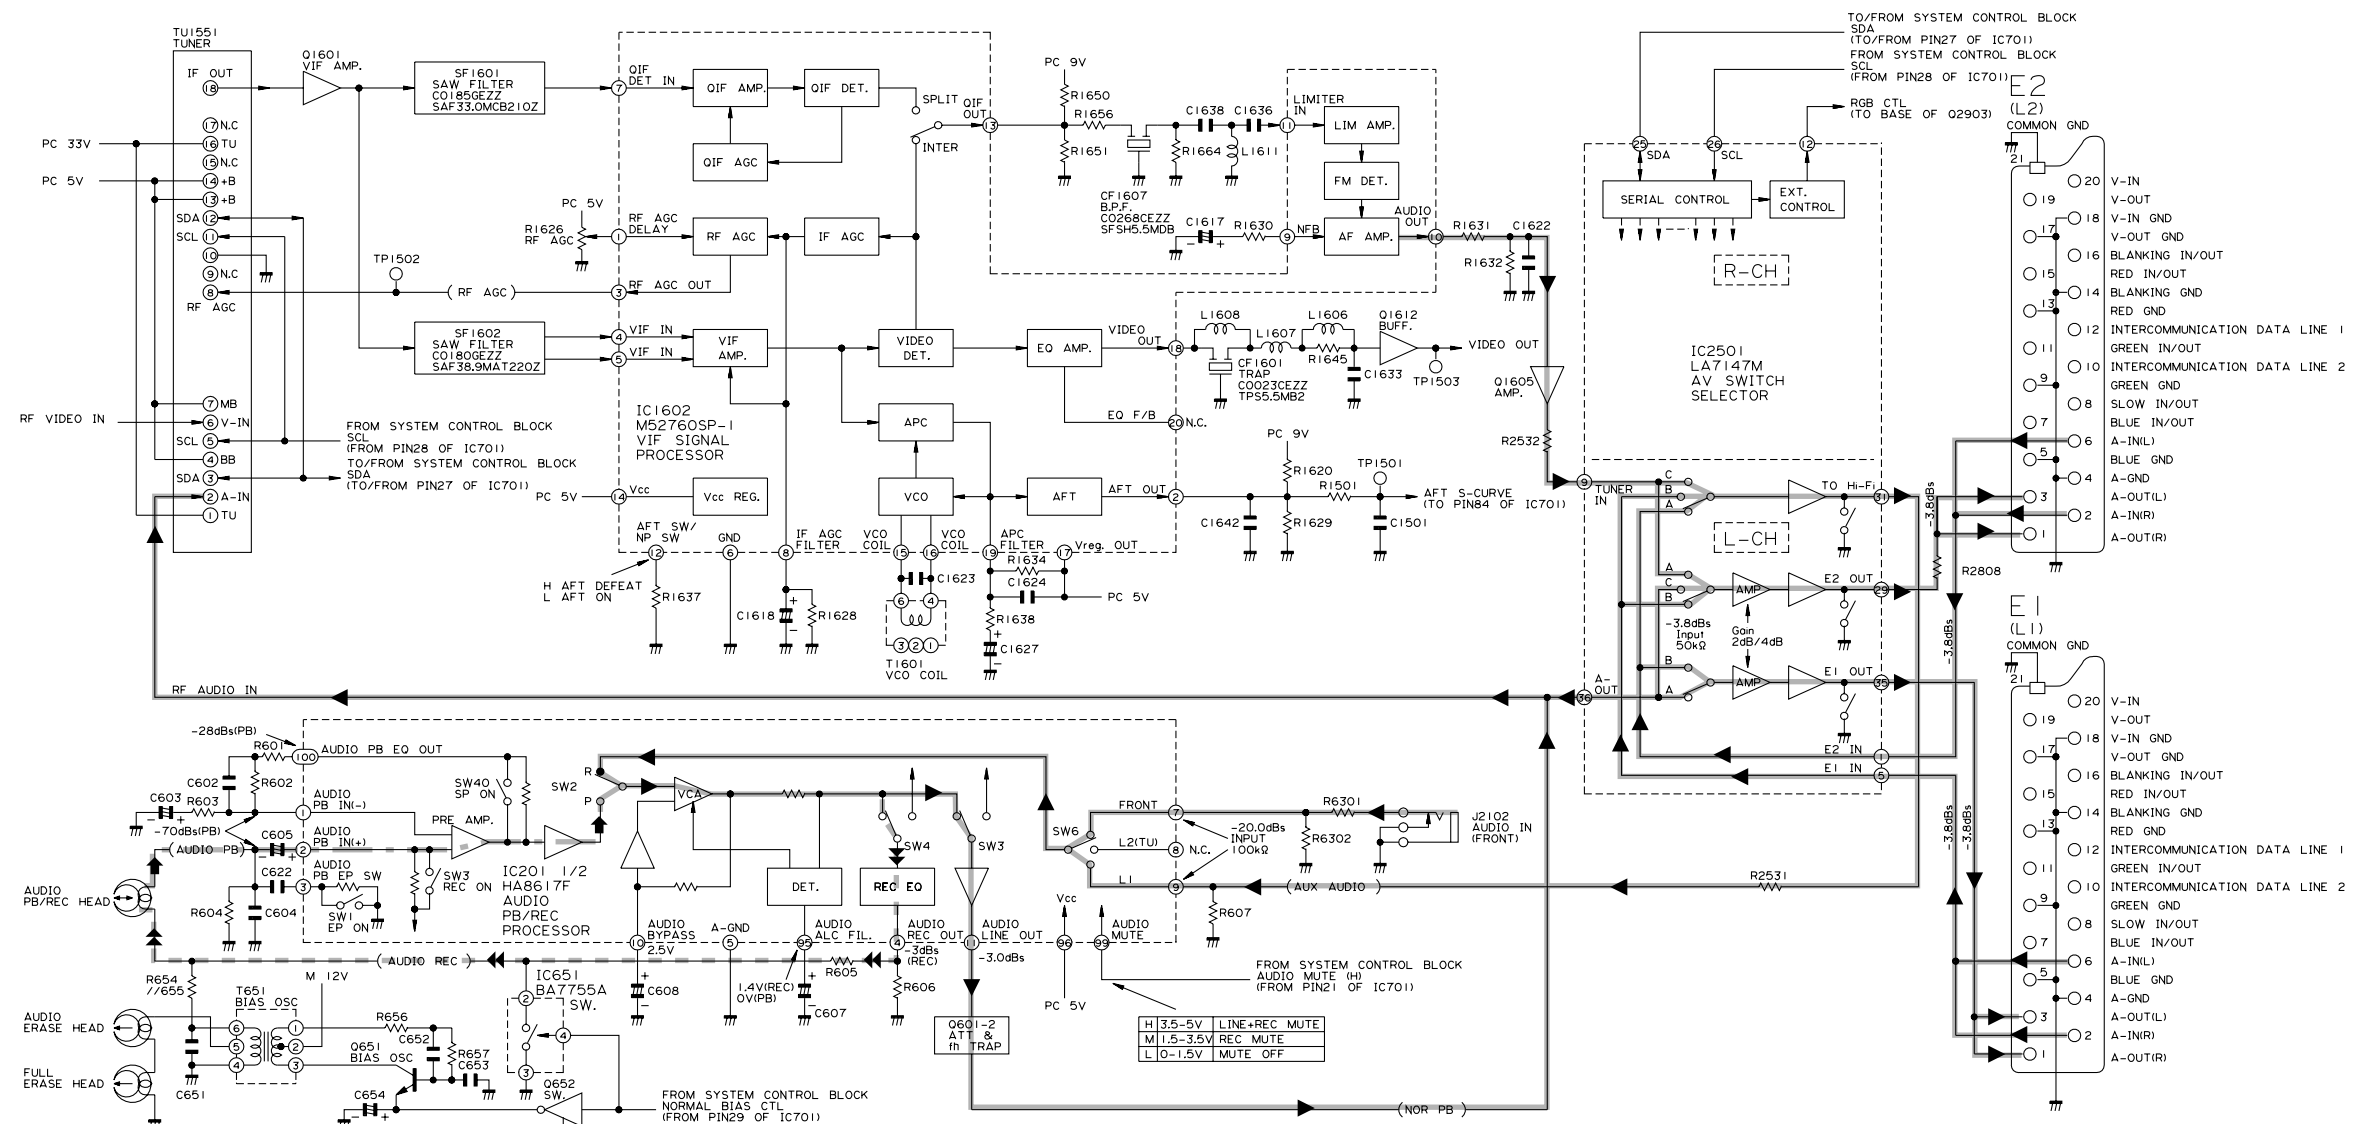 TU1551
TUNER
IF OUT
18
17 N.C
16 TU
15 N.C
14 +B
13 +B
SDA 12
SCL 11
10
9 N.C
8
RF AGC
7 MB
6 V-IN
SCL 5
4 BB
SDA 3
2 A-IN
1 TU
PC 33V
PC 5V
RF VIDEO IN
RF AUDIO IN
Q1601
VIF AMP.
SF1601
SAW FILTER
C0185GEZZ
SAF33.0MCB210Z
SF1602
SAW FILTER
C0180GEZZ
SAF38.9MAT220Z
TP1502
( RF AGC )
FROM SYSTEM CONTROL BLOCK
SCL
(FROM PIN28 OF IC701)
TO/FROM SYSTEM CONTROL BLOCK
SDA
(TO/FROM PIN27 OF IC701)
PC 5V
R1626
RF AGC
7
QIF
DET IN
QIF AMP.
QIF DET.
QIF AGC
SPLIT
INTER
QIF
OUT
13
1
RF AGC
DELAY
RF AGC
IF AGC
3
RF AGC OUT
4
VIF IN
5
VIF IN
VIF
AMP.
VIDEO
DET.
EQ AMP.
VIDEO
OUT
18
IC1602
M52760SP-1
VIF SIGNAL
PROCESSOR
APC
EQ F/B
20 N.C.
PC 5V
14
Vcc
Vcc REG.
VCO
AFT
AFT OUT
2
AFT SW/
NP SW
12
GND
6
IF AGC
FILTER
8
VCO
COIL
15
VCO
COIL
16
APC
FILTER
19
17
Vreg. OUT
H AFT DEFEAT
L AFT ON
R1637
C1618
+
-
R1628
C1623
6
4
3
2
1
T1601
VCO COIL
R1634
C1624
PC 5V
R1638
C1627
+
-
PC 9V
R1650
R1656
R1651
CF1607
B.P.F.
C0268CEZZ
SFSH5.5MDB
C1638
C1636
R1664
L1611
LIMITER
IN
11
LIM AMP.
FM DET.
AF AMP.
C1617
-
+
R1630
9
NFB
AUDIO
OUT
10
R1631
C1622
R1632
L1608
L1607
L1606
CF1601
TRAP
C0023CEZZ
TPS5.5MB2
R1645
C1633
Q1612
BUFF.
VIDEO OUT
TP1503
PC 9V
R1620
TP1501
R1501
AFT S-CURVE
(TO PIN84 OF IC701)
C1642
R1629
C1501
Q1605
AMP.
R2532
TO/FROM SYSTEM CONTROL BLOCK
SDA
(TO/FROM PIN27 OF IC701)
FROM SYSTEM CONTROL BLOCK
SCL
(FROM PIN28 OF IC701)
RGB CTL
(TO BASE OF Q2903)
25
SDA
26
SCL
12
SERIAL CONTROL
EXT.
CONTROL
R-CH
IC2501
LA7147M
AV SWITCH
SELECTOR
9
TUNER
IN
C
B
A
TO Hi-Fi
31
L-CH
A
C
B
AMP
E2 OUT
29
-3.8dBs
Input
50kΩ
Gain
2dB/4dB
B
A
AMP
E1 OUT
35
36
A-
OUT
E2 IN
1
E1 IN
5
-3.8dBs
R2808
-3.8dBs
-3.8dBs
-3.8dBs
E2
(L2)
COMMON GND
21
20 V-IN
19 V-OUT
18 V-IN GND
17 V-OUT GND
16 BLANKING IN/OUT
15 RED IN/OUT
14 BLANKING GND
13 RED GND
12 INTERCOMMUNICATION DATA LINE 1
11 GREEN IN/OUT
10 INTERCOMMUNICATION DATA LINE 2
9 GREEN GND
8 SLOW IN/OUT
7 BLUE IN/OUT
6 A-IN(L)
5 BLUE GND
4 A-GND
3 A-OUT(L)
2 A-IN(R)
1 A-OUT(R)
E1
(L1)
COMMON GND
21
20 V-IN
19 V-OUT
18 V-IN GND
17 V-OUT GND
16 BLANKING IN/OUT
15 RED IN/OUT
14 BLANKING GND
13 RED GND
12 INTERCOMMUNICATION DATA LINE 1
11 GREEN IN/OUT
10 INTERCOMMUNICATION DATA LINE 2
9 GREEN GND
8 SLOW IN/OUT
7 BLUE IN/OUT
6 A-IN(L)
5 BLUE GND
4 A-GND
3 A-OUT(L)
2 A-IN(R)
1 A-OUT(R)
-28dBs(PB)
R601
100
AUDIO PB EQ OUT
C602
R602
C603
-
+
R603
1
AUDIO
PB IN(-)
-70dBs(PB)
C605
-
+
2
AUDIO
PB IN(+)
( AUDIO PB )
C622
3
AUDIO
PB EP SW
R604
C604
SW1
EP ON
AUDIO
PB/REC HEAD
PRE AMP.
SW40
SP ON
SW3
REC ON
IC201 1/2
HA8617F
AUDIO
PB/REC
PROCESSOR
SW2
R
P
VCA
DET.
SW4
REC EQ
SW3
SW6
FRONT
7
L2(TU)
8
N.C.
L1
9
-20.0dBs
INPUT
100kΩ
R6301
R6302
J2102
AUDIO IN
(FRONT)
R2531
( AUX AUDIO )
R607
10
AUDIO
BYPASS
2.5V
A-GND
5
95
AUDIO
ALC FIL.
4
AUDIO
REC OUT
-3dBs
(REC)
11
AUDIO
LINE OUT
-3.0dBs
Vcc
96
99
AUDIO
MUTE
PC 5V
C608
+
-
1.4V(REC)
0V(PB)
C607
+
-
R605
R606
( AUDIO REC )
Q601-2
ATT &
fh TRAP
FROM SYSTEM CONTROL BLOCK
AUDIO MUTE (H)
(FROM PIN21 OF IC701)
H 3.5-5V LINE+REC MUTE
M 1.5-3.5V REC MUTE
L 0-1.5V MUTE OFF
(NOR PB )
R654
//655
T651
BIAS OSC
M 12V
6
5
4
1
2
3
AUDIO
ERASE HEAD
FULL
ERASE HEAD
C651
R656
C652
Q651
BIAS OSC
R657
C653
C654
-
+
IC651
BA7755A
SW.
2
4
3
Q652
SW.
FROM SYSTEM CONTROL BLOCK
NORMAL BIAS CTL
(FROM PIN29 OF IC701)